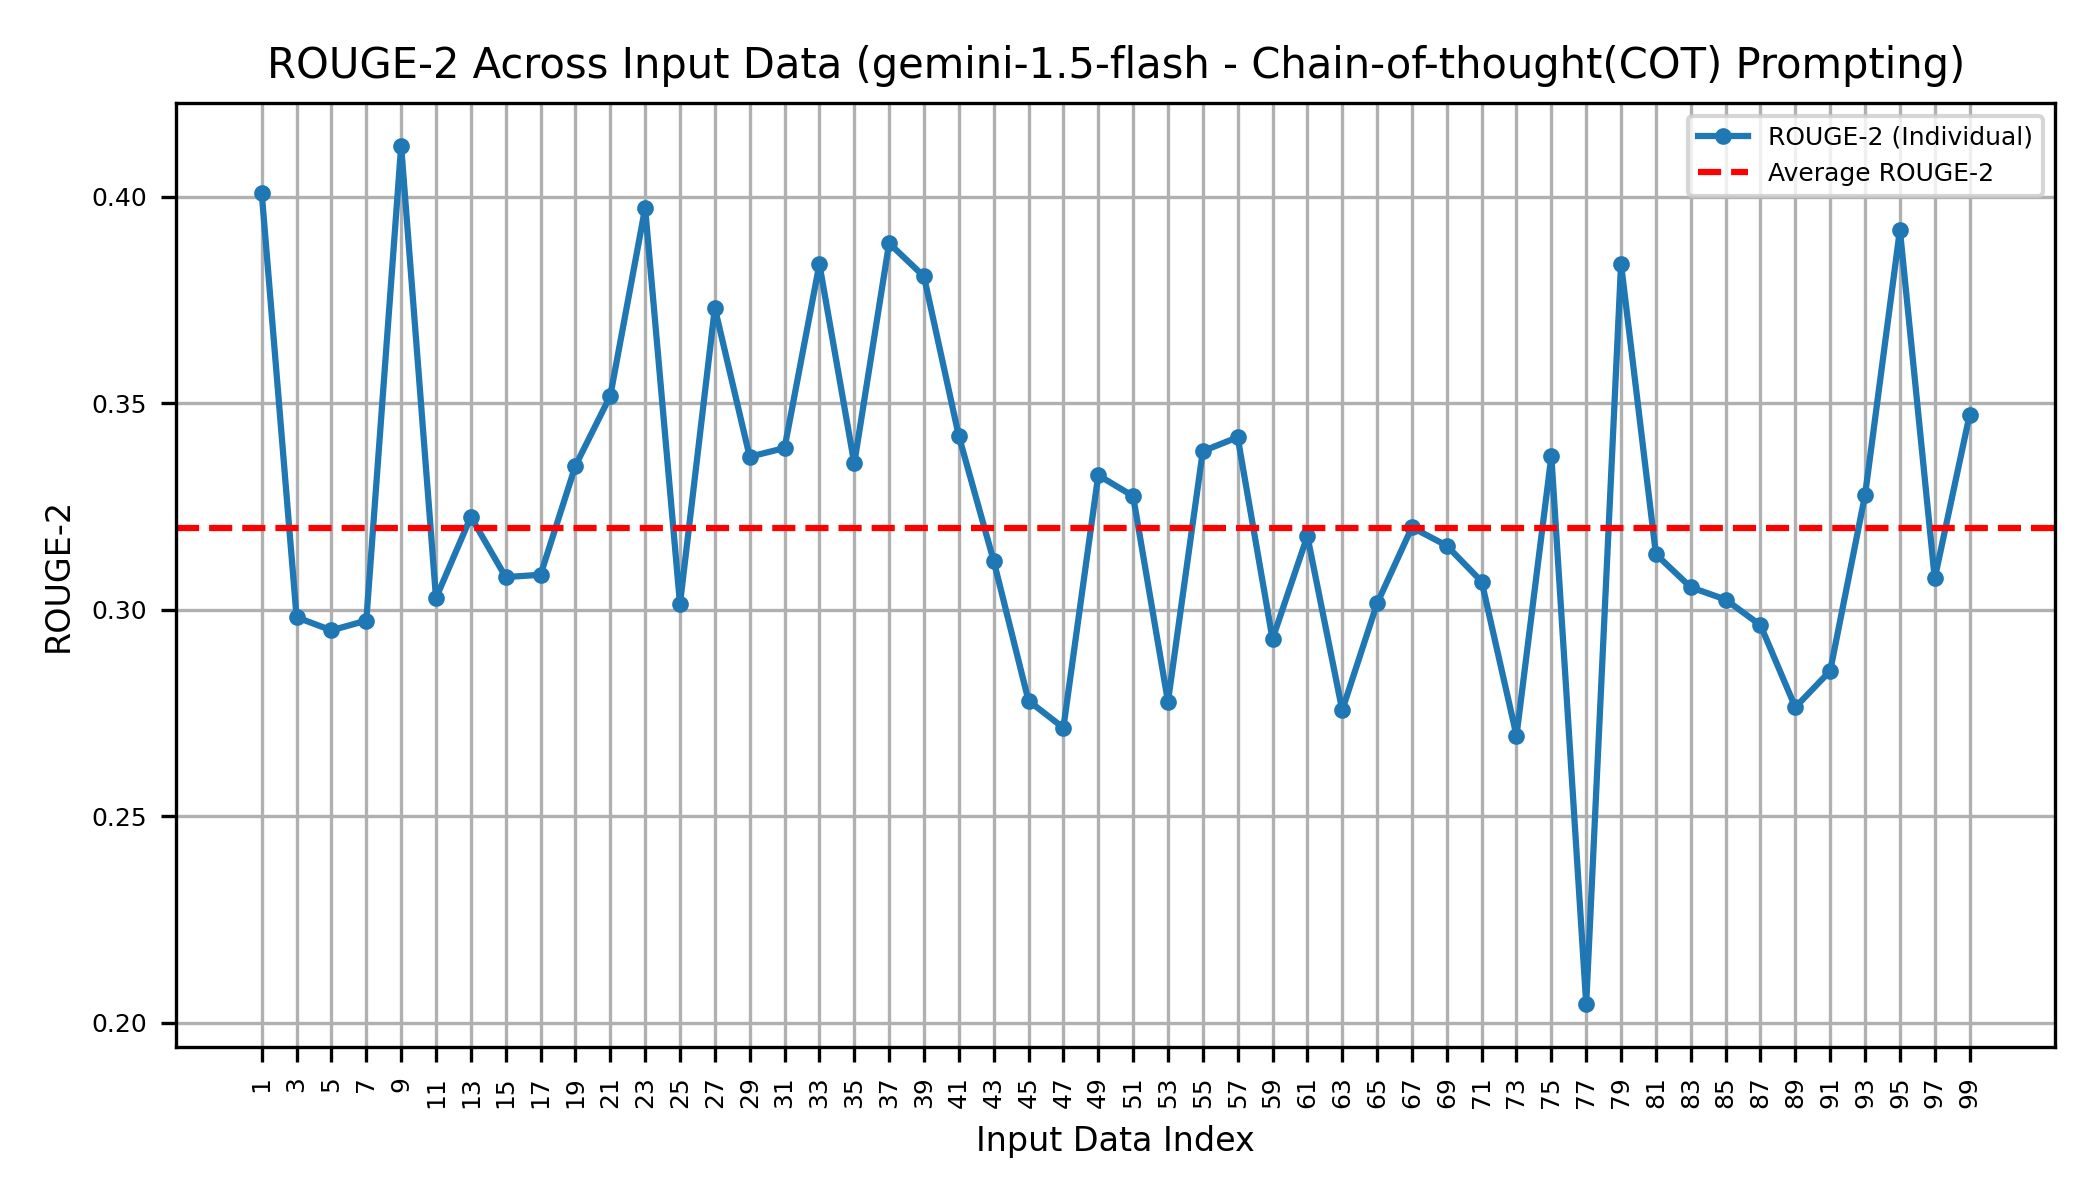 ROUGE-2 Across Input Data (gemini-1.5-flash - Chain-of-thought(COT) Prompting)
ROUGE-2 (Individual)
Average ROUGE-2
0.40
0.35
0.30
0.25
0.20
ROUGE-2
1 3 5 7 9 11 13 15 17 19 21 23 25 27 29 31 33 35 37 39 41 43 45 47 49 51 53 55 57 59 61 63 65 67 69 71 73 75 77 79 81 83 85 87 89 91 93 95 97 99
Input Data Index